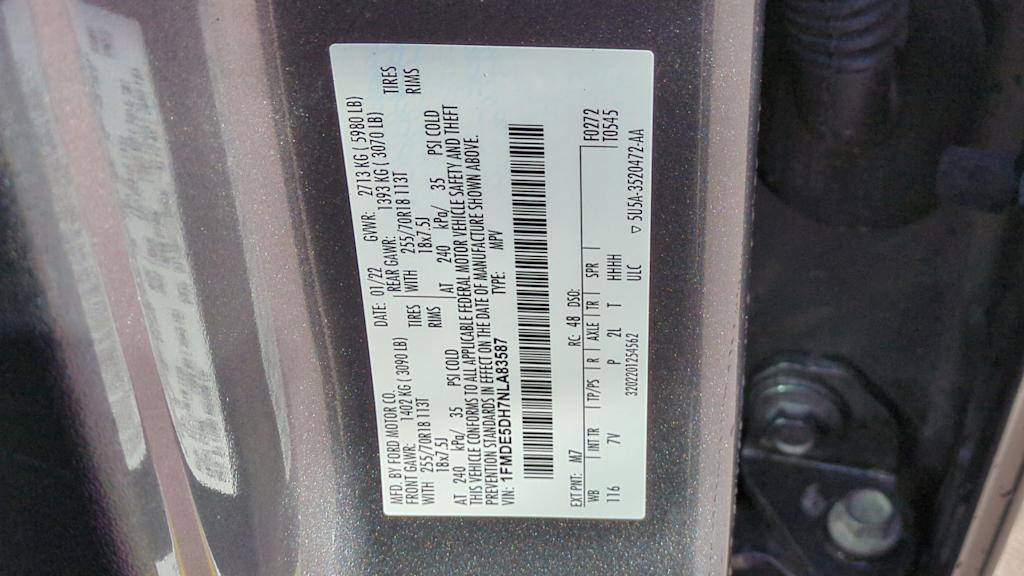 MFD. BY FORD MOTOR CO. DATE: 01/22 GVWR: 2713 KG ( 5980 LB)
FRONT GAWR: 1402 KG ( 3090 LB) REAR GAWR: 1393 KG ( 3070 LB)
WITH 255/70R18 113T TIRES WITH 255/70R18 113T TIRES
18x7.5J RIMS 18x7.5J RIMS
AT 240 kPa/ 35 PSI COLD AT 240 kPa/ 35 PSI COLD
THIS VEHICLE CONFORMS TO ALL APPLICABLE FEDERAL MOTOR VEHICLE SAFETY AND THEFT
PREVENTION STANDARDS IN EFFECT ON THE DATE OF MANUFACTURE SHOWN ABOVE.
VIN: 1FMDE5DH7NLA83587 TYPE: MPV
EXT PNT: M7 RC: 48 DSO: F0272
WB INT TR TP/PS R AXLE TR SPR T0545
116 7V P 2L T HHHH
3202201254562 ULC ▽ 5U5A-3520472-AA